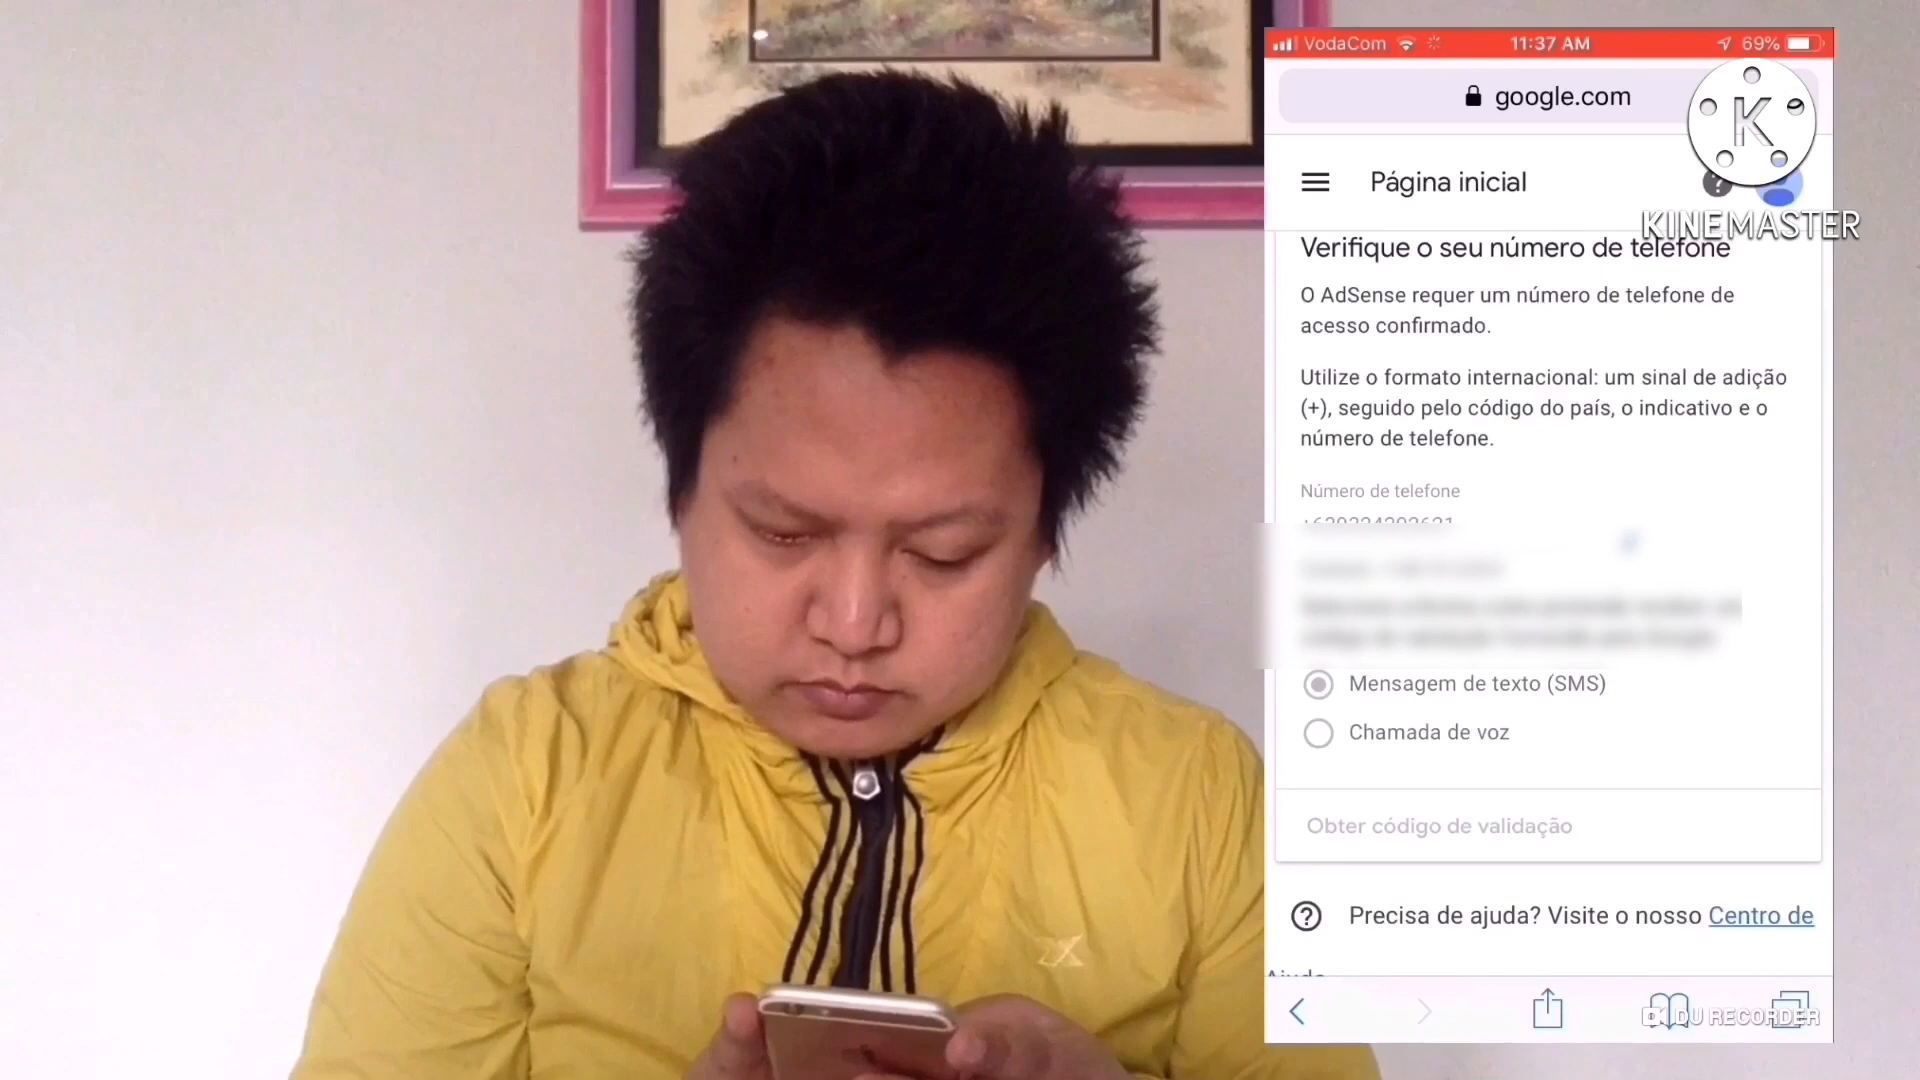 VodaCom
11:37 AM
69%
google.com
K
KINEMASTER
Página inicial
?
Verifique o seu número de telefone
O AdSense requer um número de telefone de
acesso confirmado.
Utilize o formato internacional: um sinal de adição
(+), seguido pelo código do país, o indicativo e o
número de telefone.
Número de telefone
Mensagem de texto (SMS)
Chamada de voz
Obter código de validação
? Precisa de ajuda? Visite o nosso Centro de
DU RECORDER
ZX